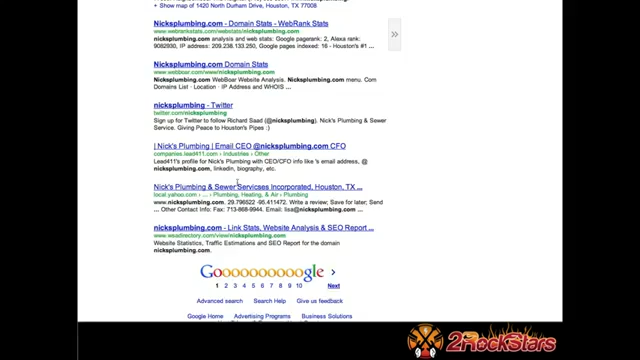 + Show map of 1420 North Durham Drive, Houston, TX 77008
Nicksplumbing.com - Domain Stats - WebRank Stats
www.webrankstats.com/webstats/nicksplumbing.com
nicksplumbing.com analysis and web stats: Google pagerank: 2, Alexa rank:
9082930, IP address: 209.238.133.250, Google pages indexed: 16 - Houston's #1 ...
Nicksplumbing.com Domain Stats
www.webboar.com/www/nicksplumbing.com
Nicksplumbing.com WebBoar Website Analysis. Nicksplumbing.com menu. Com
Domains List · Location · IP Address and WHOIS ...
nicksplumbing - Twitter
twitter.com/nicksplumbing
Sign up for Twitter to follow Richard Saad (@nicksplumbing). Nick's Plumbing & Sewer
Service. Giving Peace to Houston's Pipes :)
| Nick's Plumbing | Email CEO @nicksplumbing.com CFO
companies.lead411.com › Industries › Other
Lead411's profile for Nick's Plumbing with CEO/CFO info like 's email address, @
nicksplumbing.com, linkedin, biography, etc.
Nick's Plumbing & Sewer Servicses Incorporated, Houston, TX ...
local.yahoo.com › ... › Plumbing, Heating, & Air › Plumbing
www.nicksplumbing.com. 29.796522 -95.411472. Write a review; Save for later; Send
... Other Contact Info: Fax: 713-868-9944. Email: lisa@nicksplumbing.com ...
nicksplumbing.com - Link Stats, Website Analysis & SEO Report ...
www.wsadirectory.com/view/nicksplumbing.com
Website Statistics, Traffic Estimations and SEO Report for the domain
nicksplumbing.com.
»
Goooooooooogle ›
1 2 3 4 5 6 7 8 9 10 Next
Advanced search Search Help Give us feedback
Google Home Advertising Programs Business Solutions
2RockStars